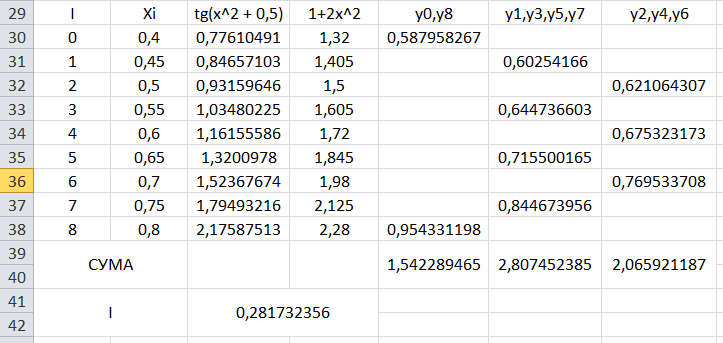 29 I Xi tg(x^2 + 0,5) 1+2x^2 y0,y8 y1,y3,y5,y7 y2,y4,y6
30 0 0,4 0,77610491 1,32 0,587958267
31 1 0,45 0,84657103 1,405 0,60254166
32 2 0,5 0,93159646 1,5 0,621064307
33 3 0,55 1,03480225 1,605 0,644736603
34 4 0,6 1,16155586 1,72 0,675323173
35 5 0,65 1,3200978 1,845 0,715500165
36 6 0,7 1,52367674 1,98 0,769533708
37 7 0,75 1,79493216 2,125 0,844673956
38 8 0,8 2,17587513 2,28 0,954331198
39
СУМА 1,542289465 2,807452385 2,065921187
40
41
I 0,281732356
42